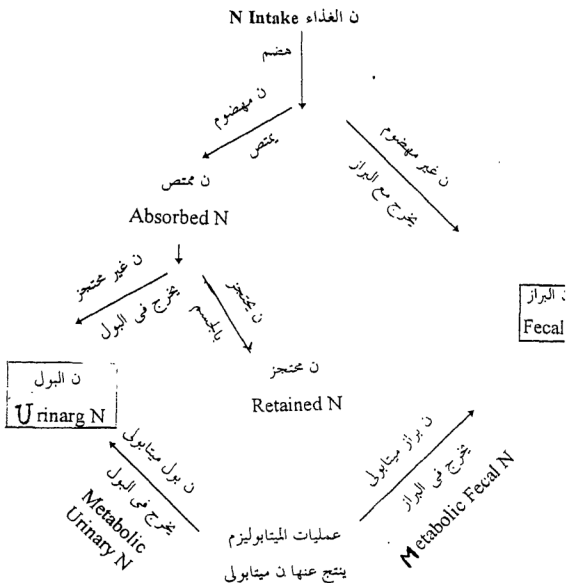 ن الغذاء N Intake
هضم
ن مهضوم
يمتص
ن غير مهضوم
يخرج مع البراز
ن ممتص
Absorbed N
ن غير محتجز
يخرج فى البول
ن يحتجز
بالجسم
ن البراز
Fecal
ن البول
Urinarg N
ن محتجز
Retained N
ن بول ميتابولى
يخرج فى البول
Metabolic
Urinary N
ن براز ميتابولى
يخرج فى البراز
Metabolic Fecal N
عمليات الميتابوليزم
ينتج عنها ن ميتابولى